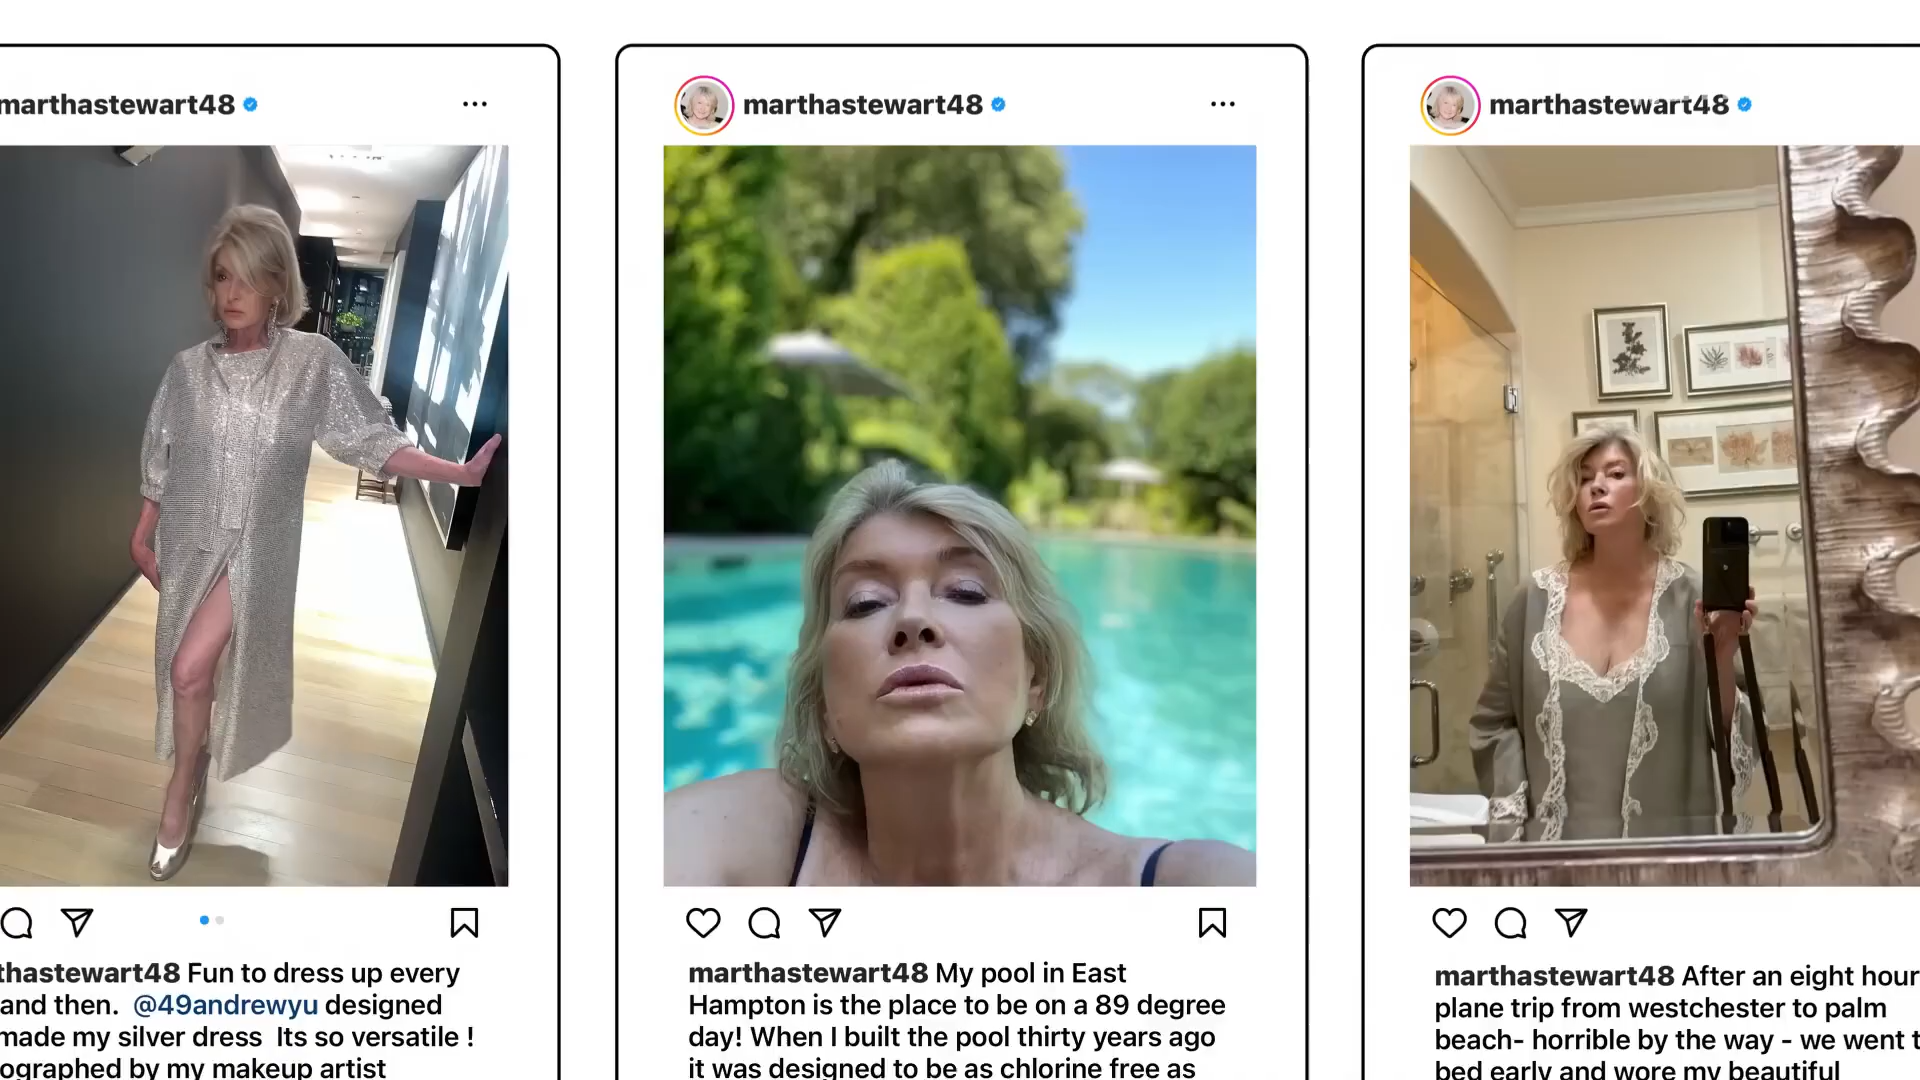 marthastewart48
thastewart48 Fun to dress up every
and then. @49andrewyu designed
made my silver dress Its so versatile !
ographed by my makeup artist
marthastewart48
marthastewart48 My pool in East
Hampton is the place to be on a 89 degree
day! When I built the pool thirty years ago
it was designed to be as chlorine free as
marthastewart48
marthastewart48 After an eight hour
plane trip from westchester to palm
beach- horrible by the way - we went t
bed early and wore my beautiful